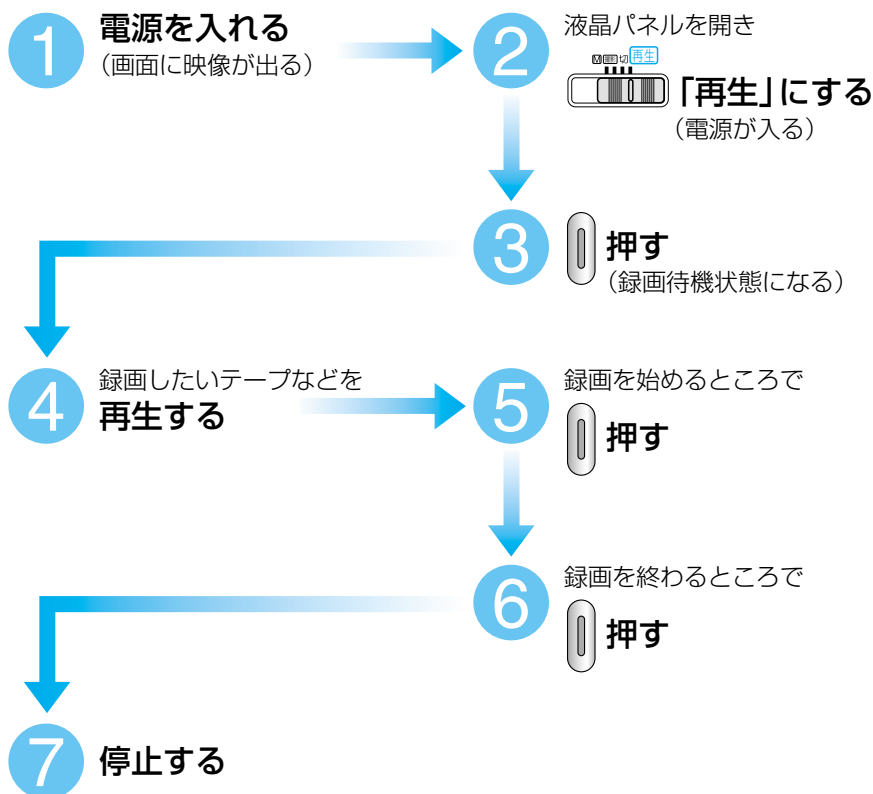 1 電源を入れる
（画面に映像が出る）
2 液晶パネルを開き
M 切 再生
「再生」にする
（電源が入る）
3 押す
（録画待機状態になる）
4 録画したいテープなどを
再生する
5 録画を始めるところで
押す
6 録画を終わるところで
押す
7 停止する